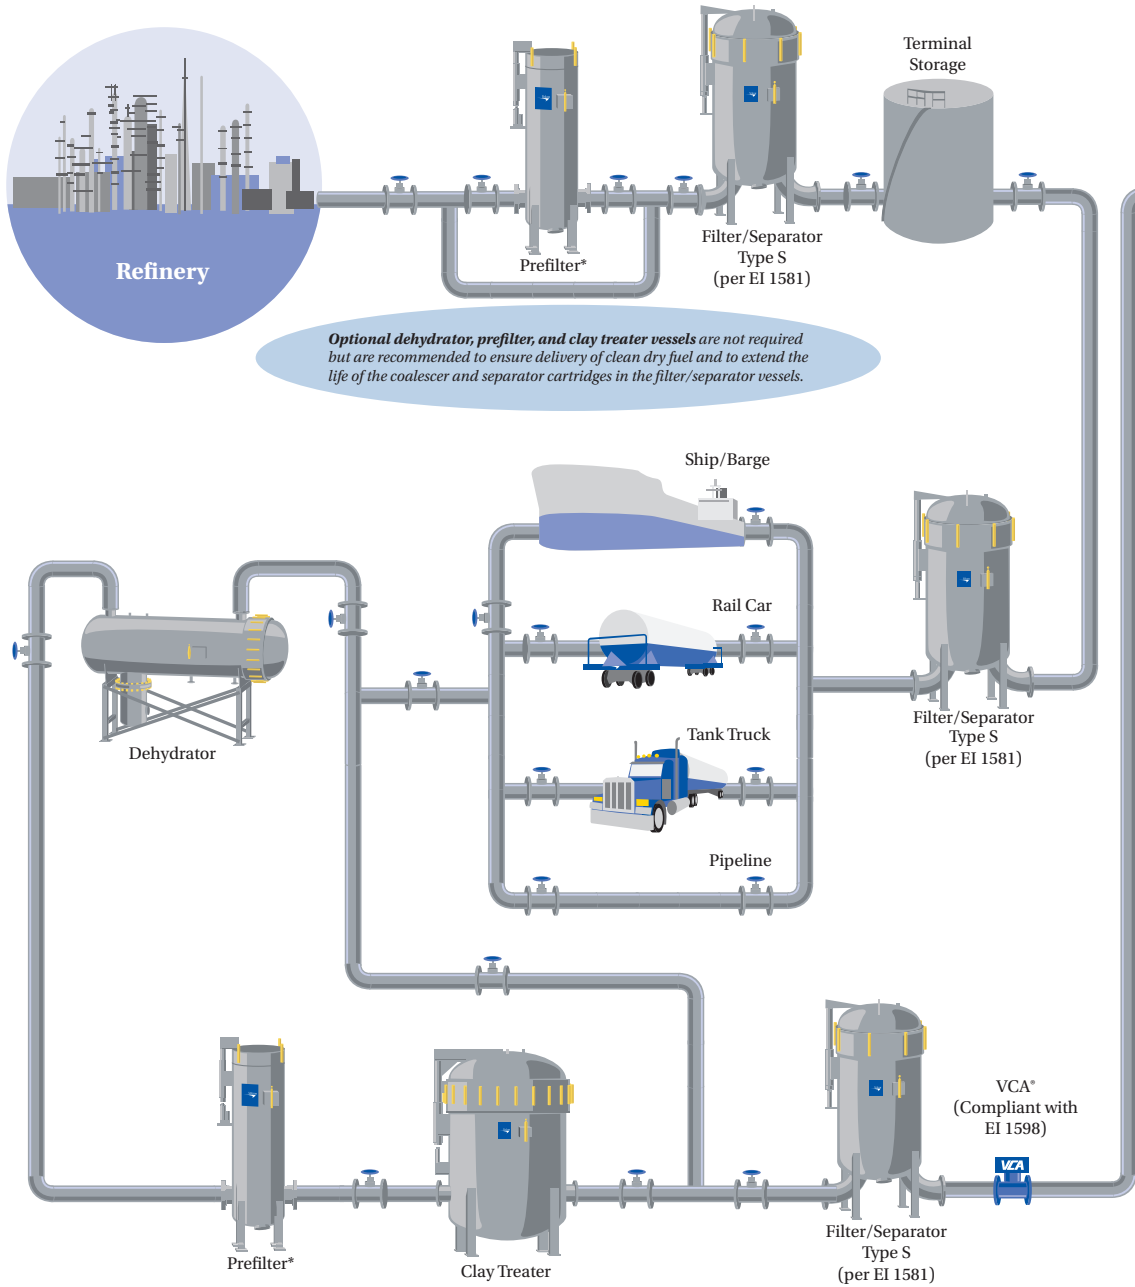 Terminal
Storage
Refinery
Prefilter*
Filter/Separator
Type S
(per EI 1581)
Optional dehydrator, prefilter, and clay treater vessels are not required
but are recommended to ensure delivery of clean dry fuel and to extend the
life of the coalescer and separator cartridges in the filter/separator vessels.
Ship/Barge
Rail Car
Filter/Separator
Type S
(per EI 1581)
Tank Truck
Dehydrator
Pipeline
VCA®
(Compliant with
EI 1598)
VCA
Filter/Separator
Type S
(per EI 1581)
Prefilter*
Clay Treater